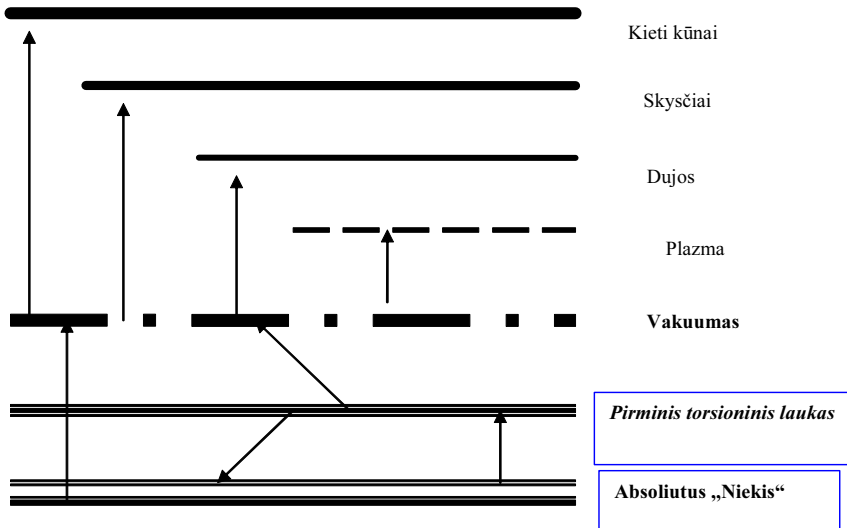 Kieti kūnai
Skysčiai
Dujos
Plazma
Vakuumas
Pirminis torsioninis laukas
Absoliutus „Niekis“